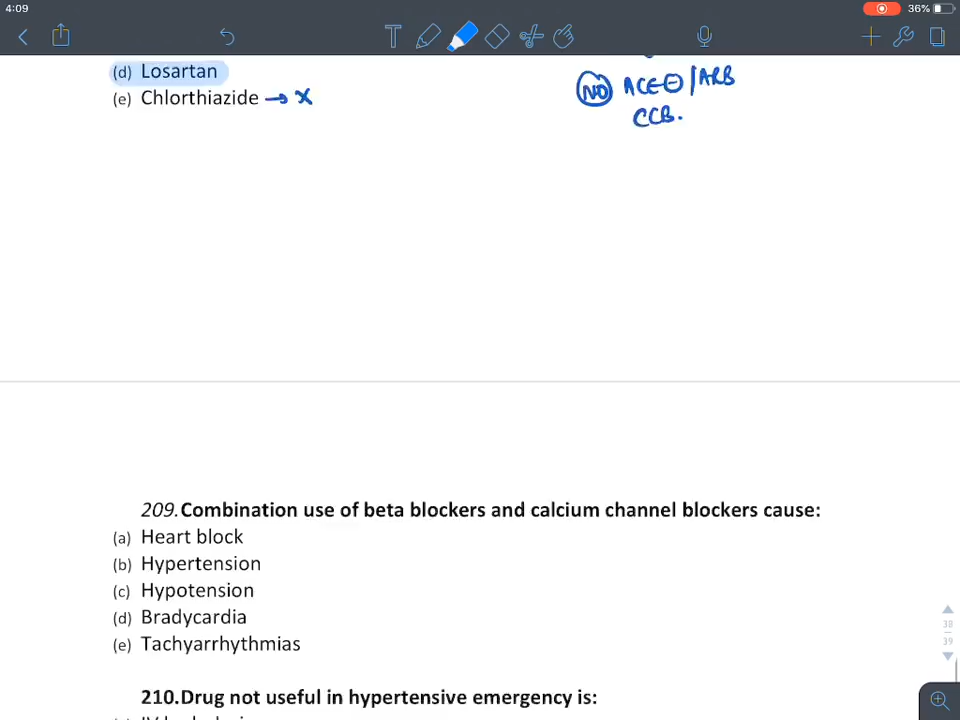 4:09
36%
T
(d) Losartan
(e) Chlorthiazide → x
NO ACE⊖/ARB
CCB.
209.Combination use of beta blockers and calcium channel blockers cause:
(a) Heart block
(b) Hypertension
(c) Hypotension
(d) Bradycardia
(e) Tachyarrhythmias
38
39
210.Drug not useful in hypertensive emergency is: